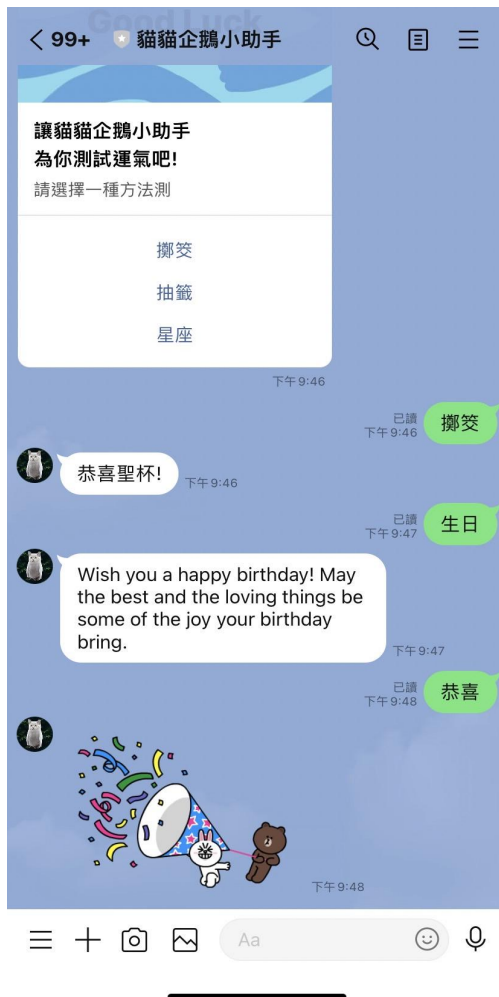 Good Luck
99+ 貓貓企鵝小助手
讓貓貓企鵝小助手
為你測試運氣吧!
請選擇一種方法測
擲筊
抽籤
星座
下午 9:46
已讀
下午 9:46
擲筊
恭喜聖杯!
下午 9:46
已讀
下午 9:47
生日
Wish you a happy birthday! May
the best and the loving things be
some of the joy your birthday
bring.
下午 9:47
已讀
下午 9:48
恭喜
下午 9:48
Aa